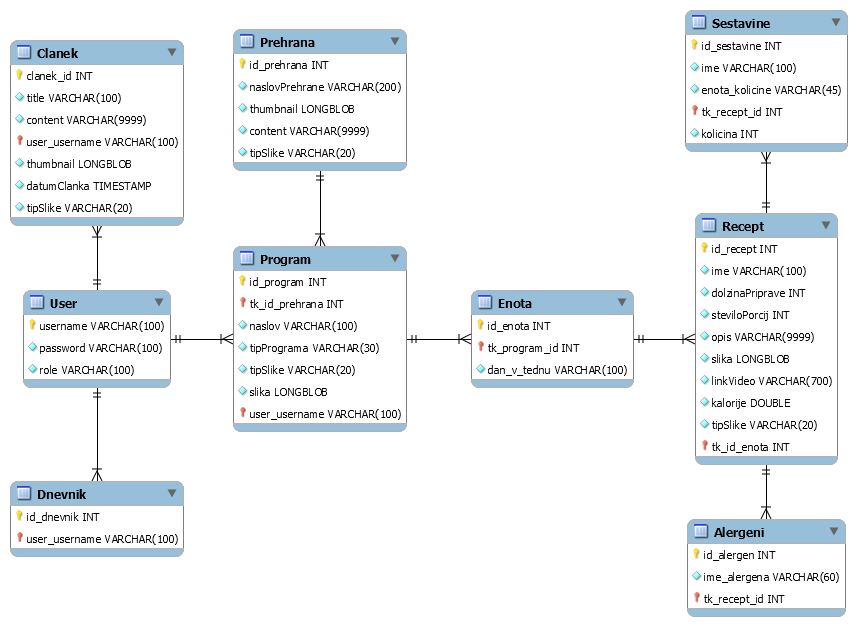 Clanek
clanek_id INT
title VARCHAR(100)
content VARCHAR(9999)
user_username VARCHAR(100)
thumbnail LONGBLOB
datumClanka TIMESTAMP
tipSlike VARCHAR(20)
Prehrana
id_prehrana INT
naslovPrehrane VARCHAR(200)
thumbnail LONGBLOB
content VARCHAR(9999)
tipSlike VARCHAR(20)
Sestavine
id_sestavine INT
ime VARCHAR(100)
enota_kolicine VARCHAR(45)
tk_recept_id INT
kolicina INT
User
username VARCHAR(100)
password VARCHAR(100)
role VARCHAR(100)
Program
id_program INT
tk_id_prehrana INT
naslov VARCHAR(100)
tipPrograma VARCHAR(30)
tipSlike VARCHAR(20)
slika LONGBLOB
user_username VARCHAR(100)
Enota
id_enota INT
tk_program_id INT
dan_v_tednu VARCHAR(100)
Recept
id_recept INT
ime VARCHAR(100)
dolzinaPriprave INT
steviloPorcij INT
opis VARCHAR(9999)
slika LONGBLOB
linkVideo VARCHAR(700)
kalorije DOUBLE
tipSlike VARCHAR(20)
tk_id_enota INT
Dnevnik
id_dnevnik INT
user_username VARCHAR(100)
Alergeni
id_alergen INT
ime_alergena VARCHAR(60)
tk_recept_id INT